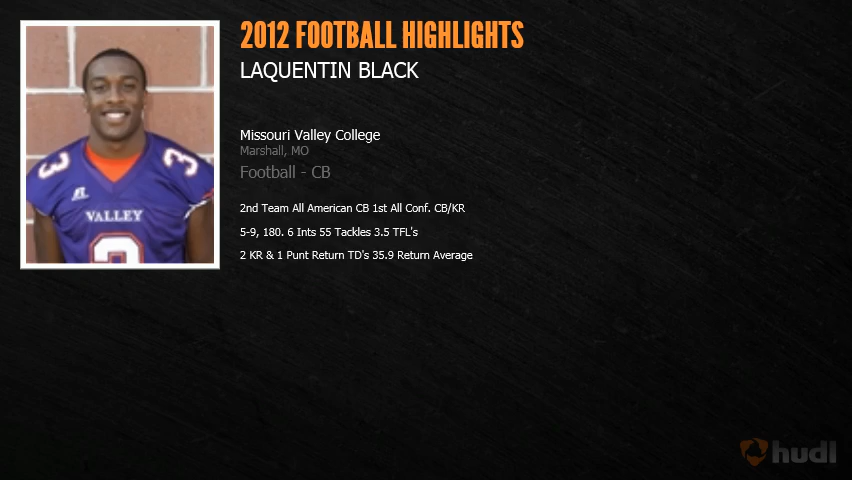 2012 FOOTBALL HIGHLIGHTS
LAQUENTIN BLACK
Missouri Valley College
Marshall, MO
Football - CB
2nd Team All American CB 1st All Conf. CB/KR
5-9, 180. 6 Ints 55 Tackles 3.5 TFL's
2 KR & 1 Punt Return TD's 35.9 Return Average
3 3
VALLEY
3
hudl